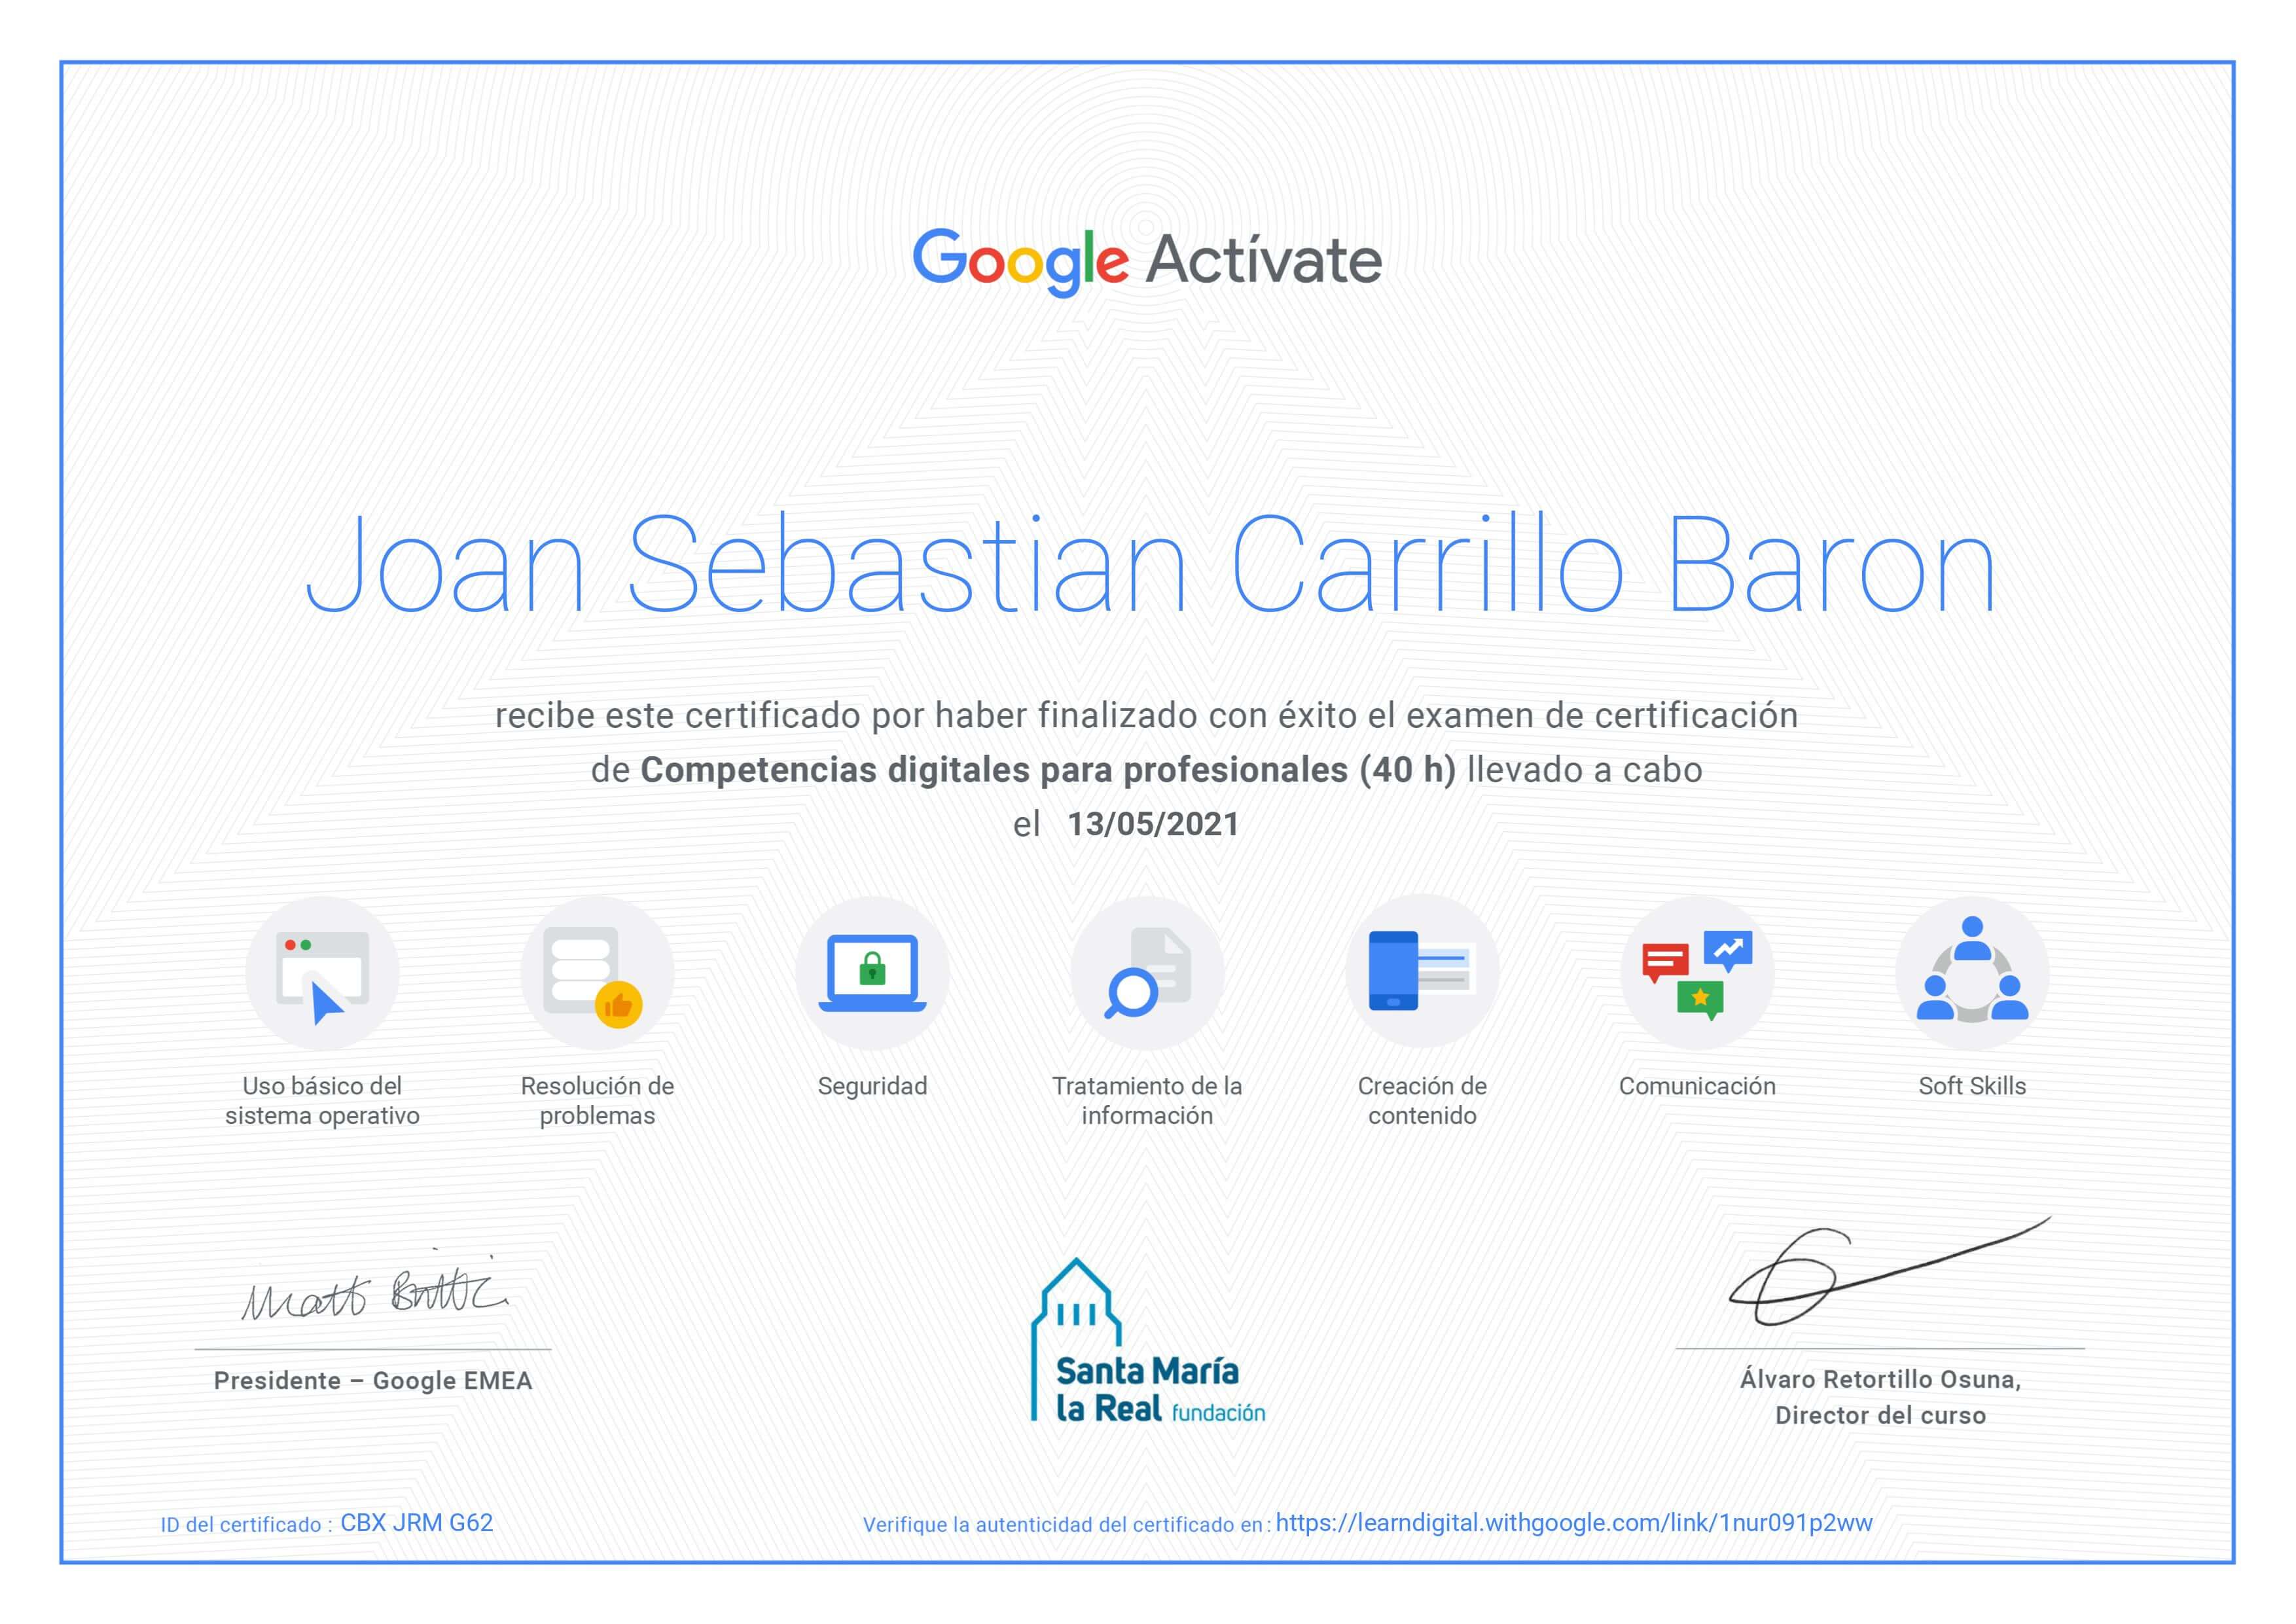 Google Actívate
Joan Sebastian Carrillo Baron
recibe este certificado por haber finalizado con éxito el examen de certificación
de Competencias digitales para profesionales (40 h) llevado a cabo
el 13/05/2021
Uso básico del
sistema operativo
Resolución de
problemas
Seguridad
Tratamiento de la
información
Creación de
contenido
Comunicación
Soft Skills
Matt Brittin
Presidente – Google EMEA
Santa María
la Real fundación
Álvaro Retortillo Osuna,
Director del curso
ID del certificado : CBX JRM G62
Verifique la autenticidad del certificado en: https://learndigital.withgoogle.com/link/1nur091p2ww